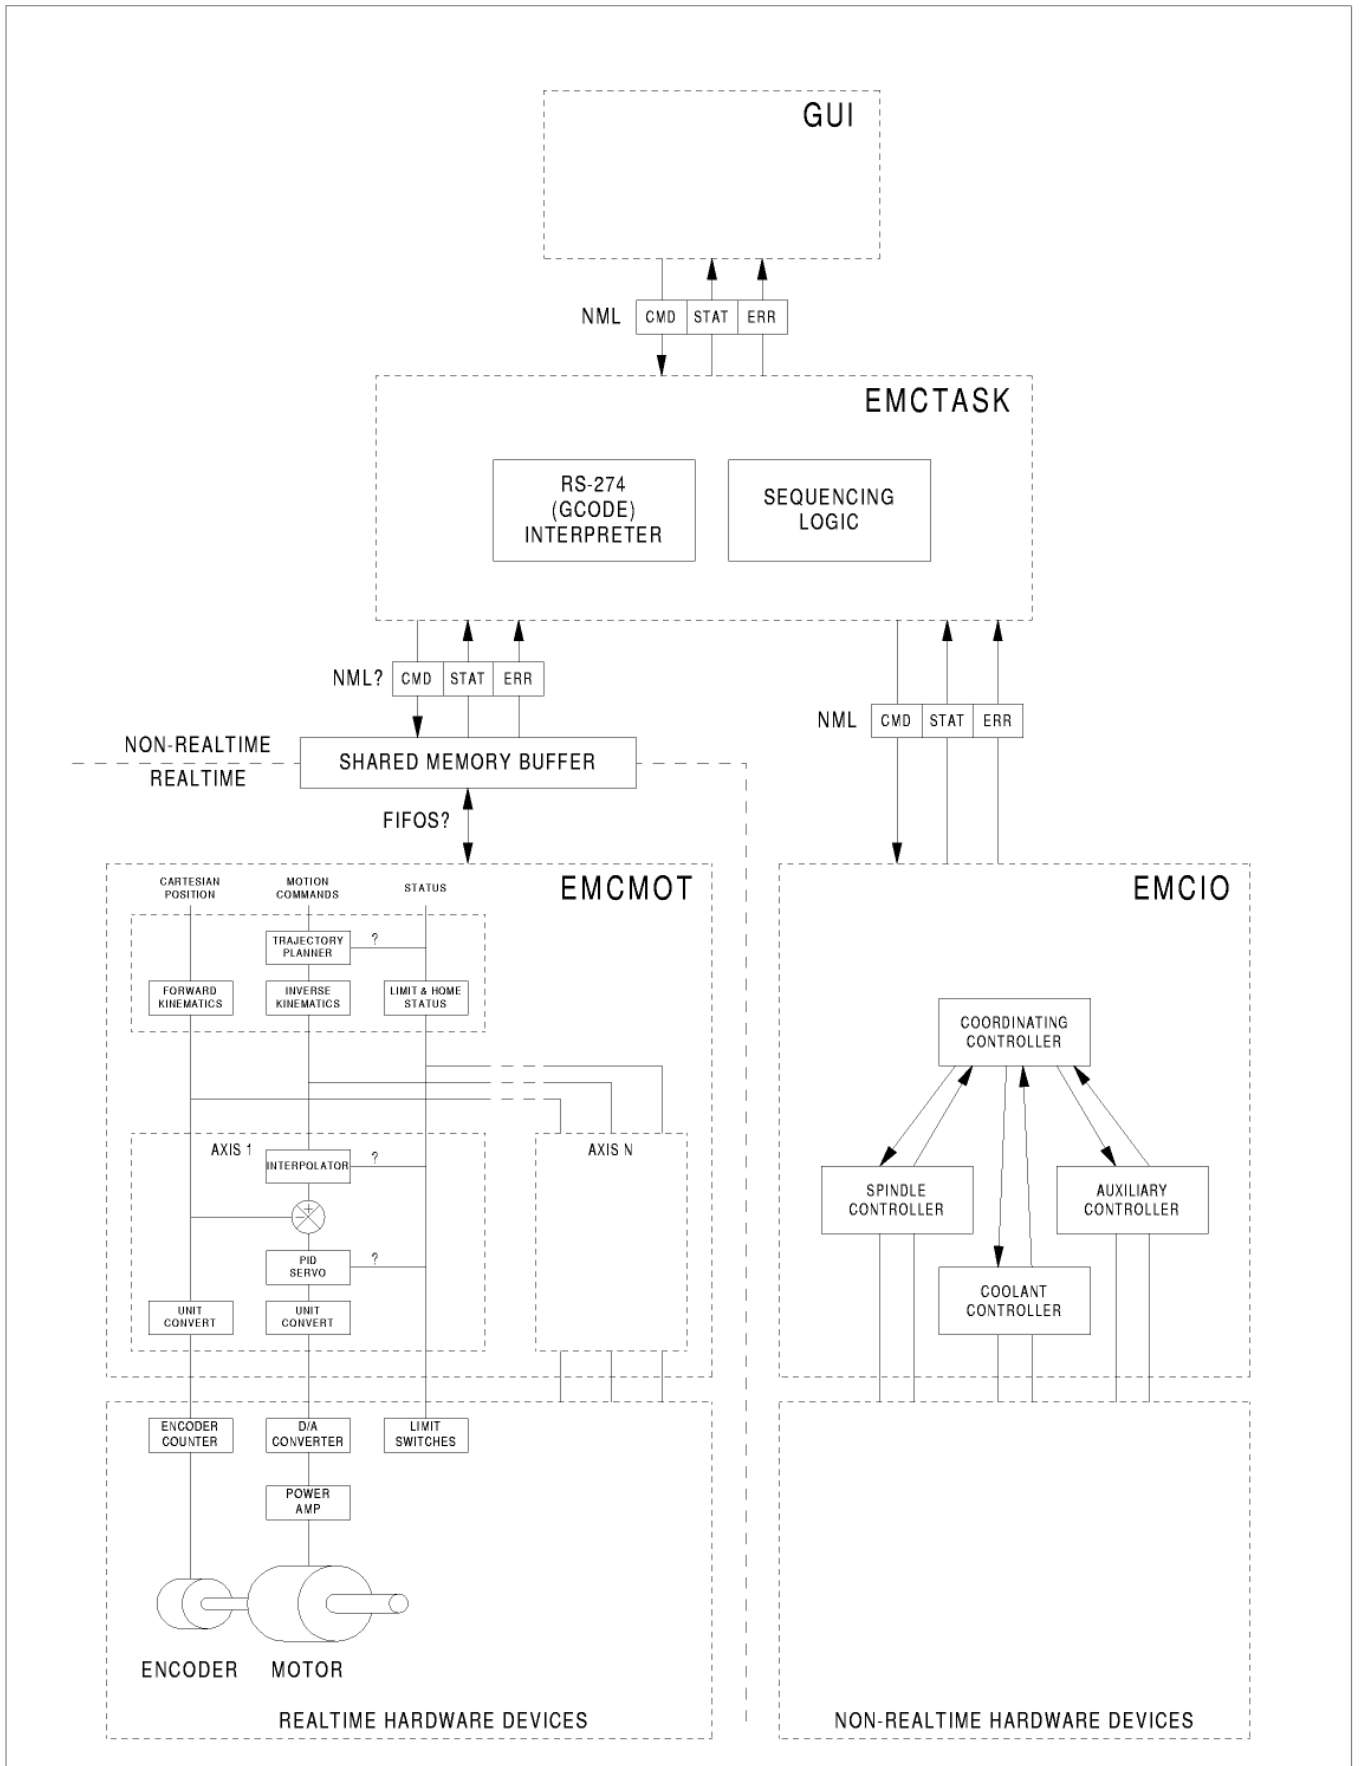 GUI
NML
CMD
STAT
ERR
EMCTASK
RS-274
(GCODE)
INTERPRETER
SEQUENCING
LOGIC
NML?
CMD
STAT
ERR
NML
CMD
STAT
ERR
NON-REALTIME
REALTIME
SHARED MEMORY BUFFER
FIFOS?
EMCMOT
CARTESIAN
POSITION
MOTION
COMMANDS
STATUS
TRAJECTORY
PLANNER
?
FORWARD
KINEMATICS
INVERSE
KINEMATICS
LIMIT & HOME
STATUS
AXIS 1
INTERPOLATOR
?
+
−
PID
SERVO
?
UNIT
CONVERT
UNIT
CONVERT
AXIS N
EMCIO
COORDINATING
CONTROLLER
SPINDLE
CONTROLLER
AUXILIARY
CONTROLLER
COOLANT
CONTROLLER
ENCODER
COUNTER
D/A
CONVERTER
LIMIT
SWITCHES
POWER
AMP
ENCODER
MOTOR
REALTIME HARDWARE DEVICES
NON-REALTIME HARDWARE DEVICES